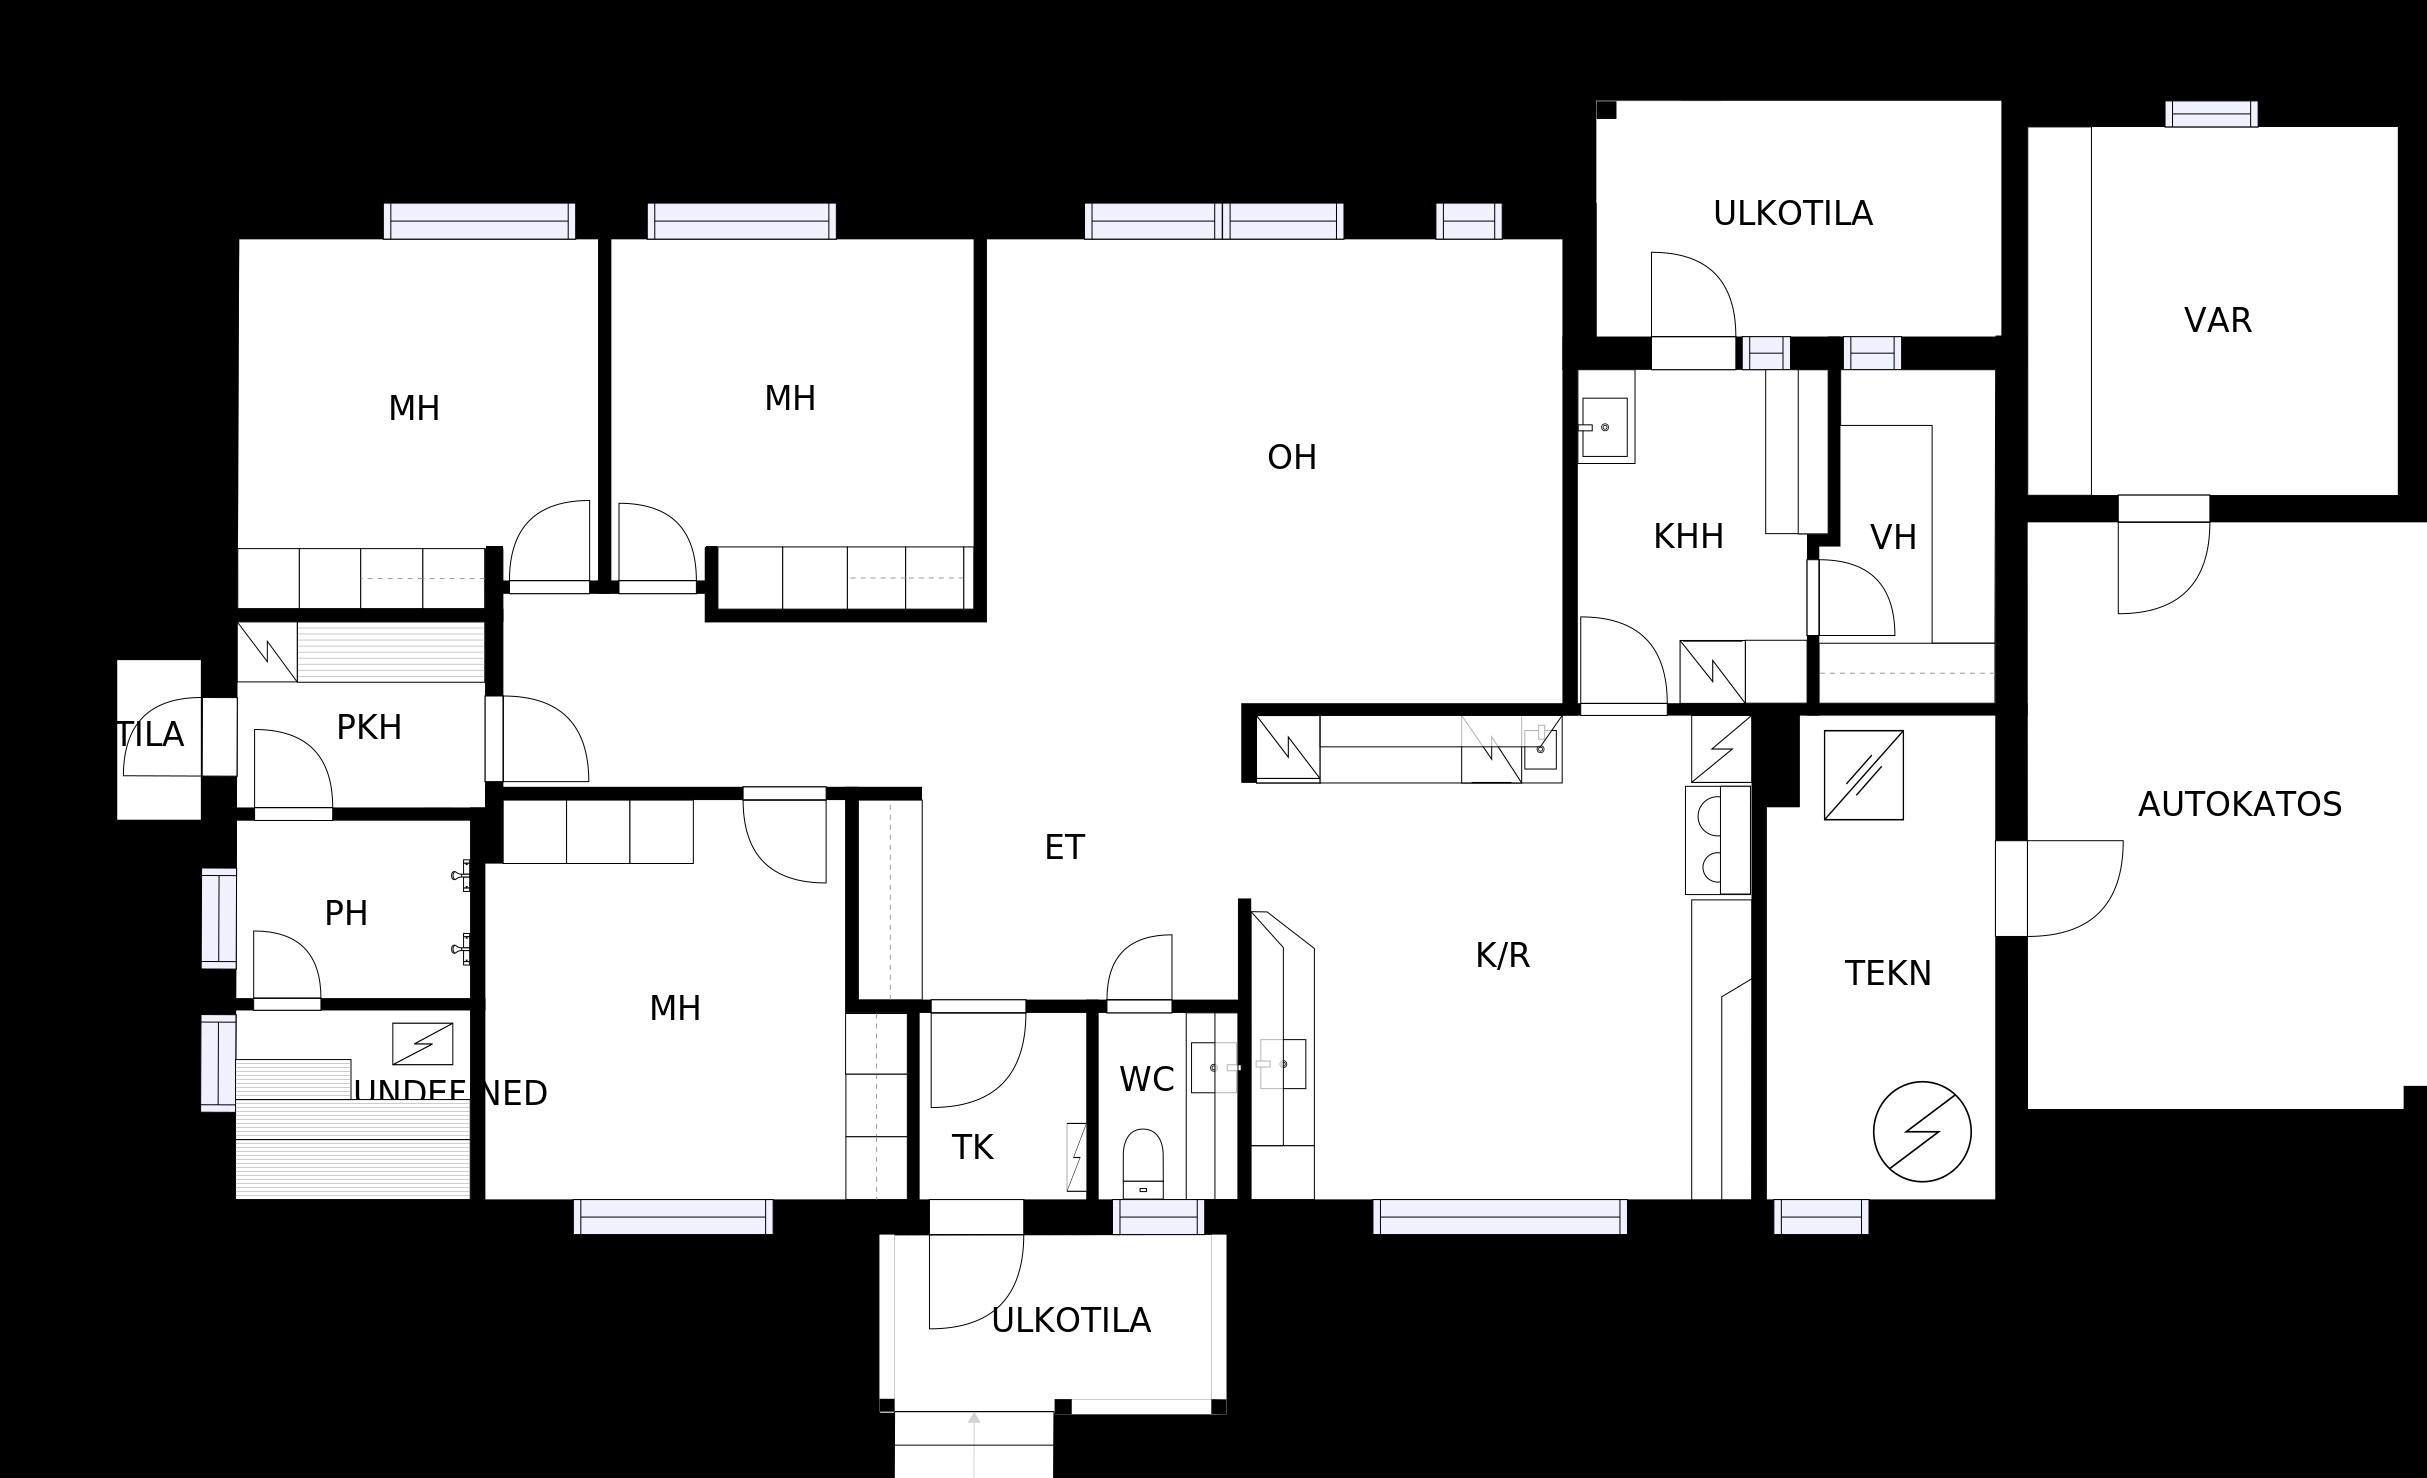 ULKOTILA
VAR
MH
MH
OH
KHH
VH
TILA
PKH
AUTOKATOS
ET
PH
K/R
TEKN
MH
UNDEFINED
WC
TK
ULKOTILA